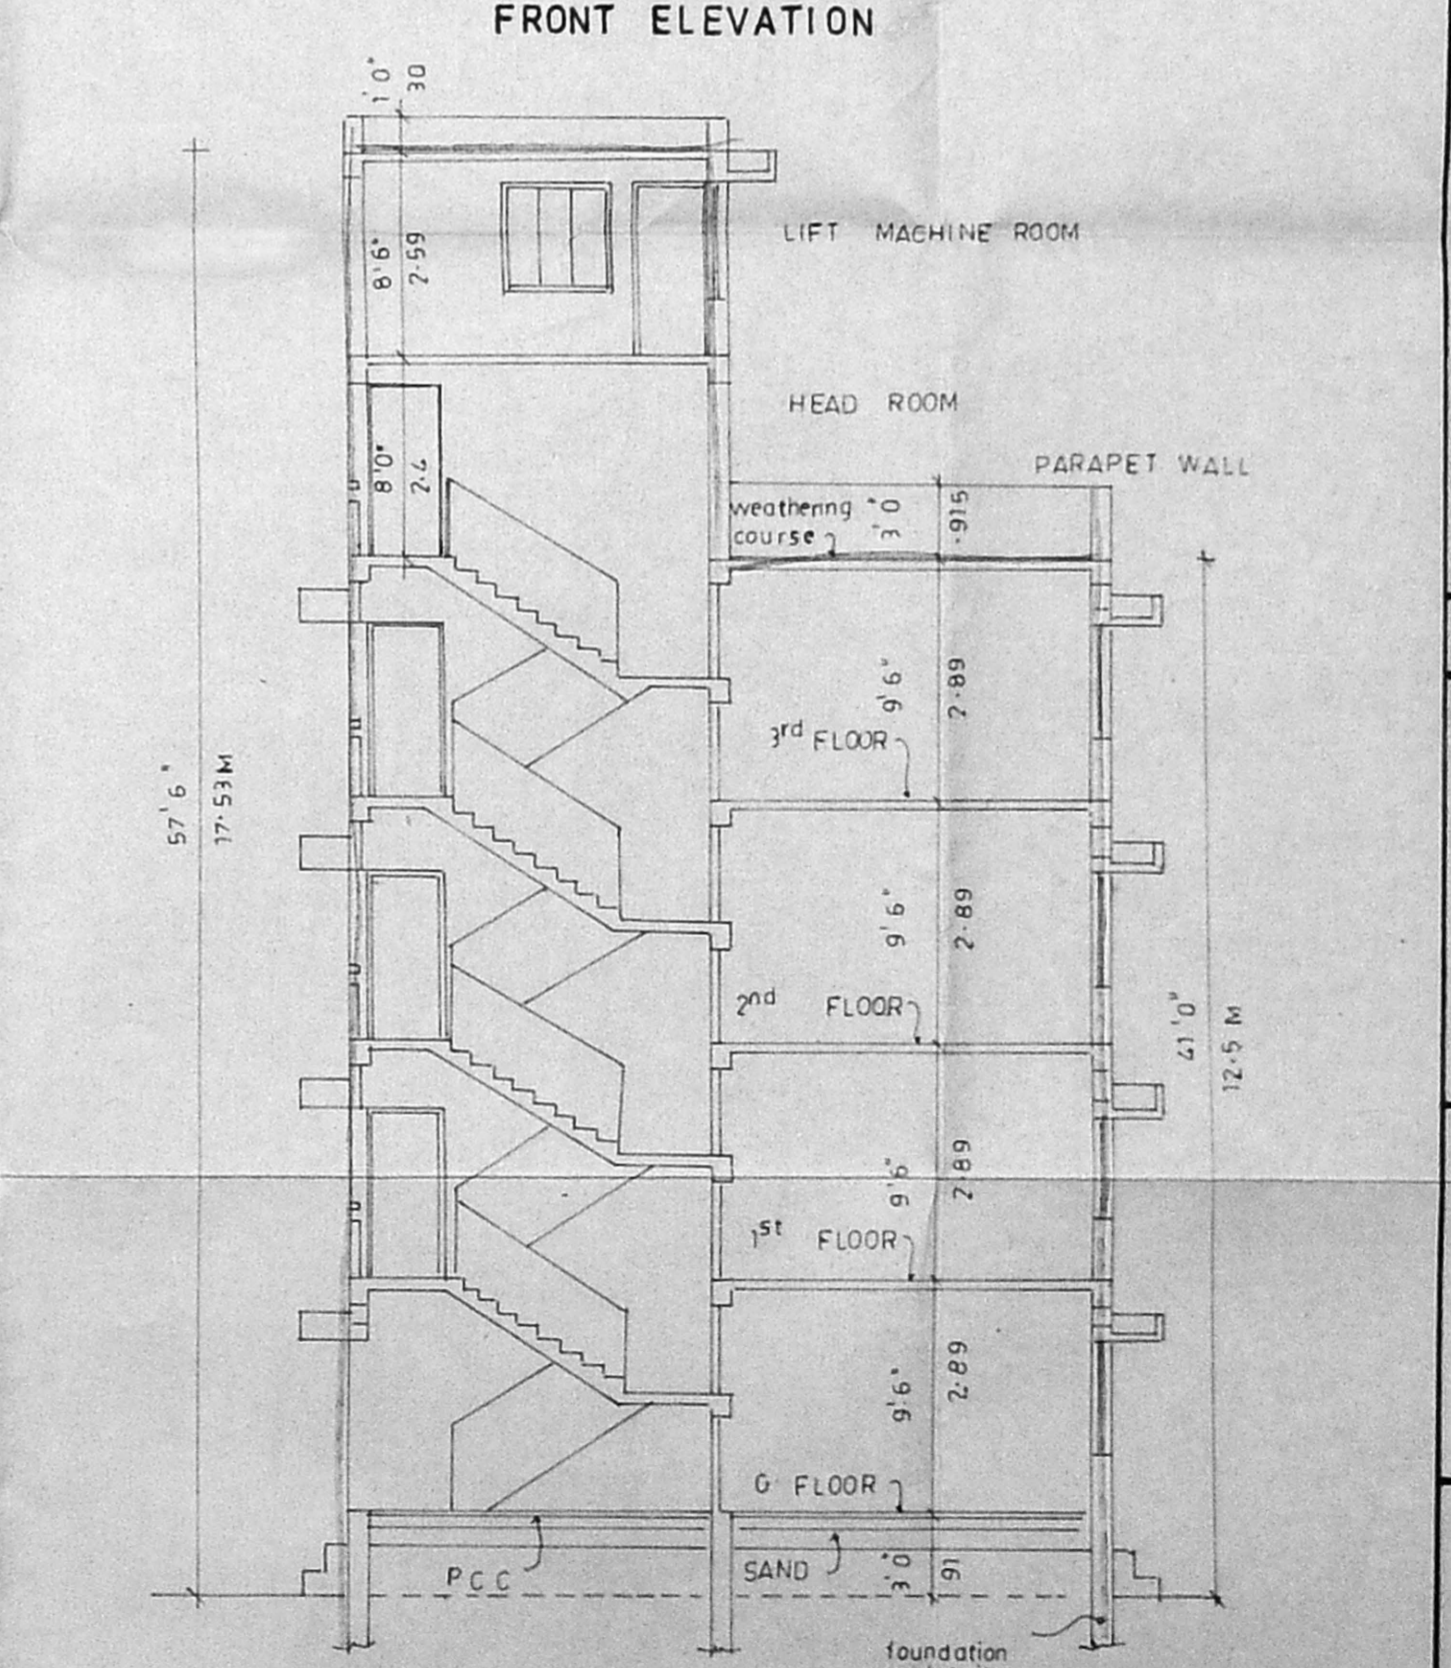 FRONT ELEVATION
1'0"
30
LIFT MACHINE ROOM
8'6"
2.59
HEAD ROOM
PARAPET WALL
8'0"
2.4
weathering
course
3'0
.915
9'6"
2.89
3rd FLOOR
57'6"
17.53M
9'6"
2.89
2nd FLOOR
41'0"
12.5 M
9'6"
2.89
1st FLOOR
9'6"
2.89
G FLOOR
PCC
SAND
3'0"
91
foundation